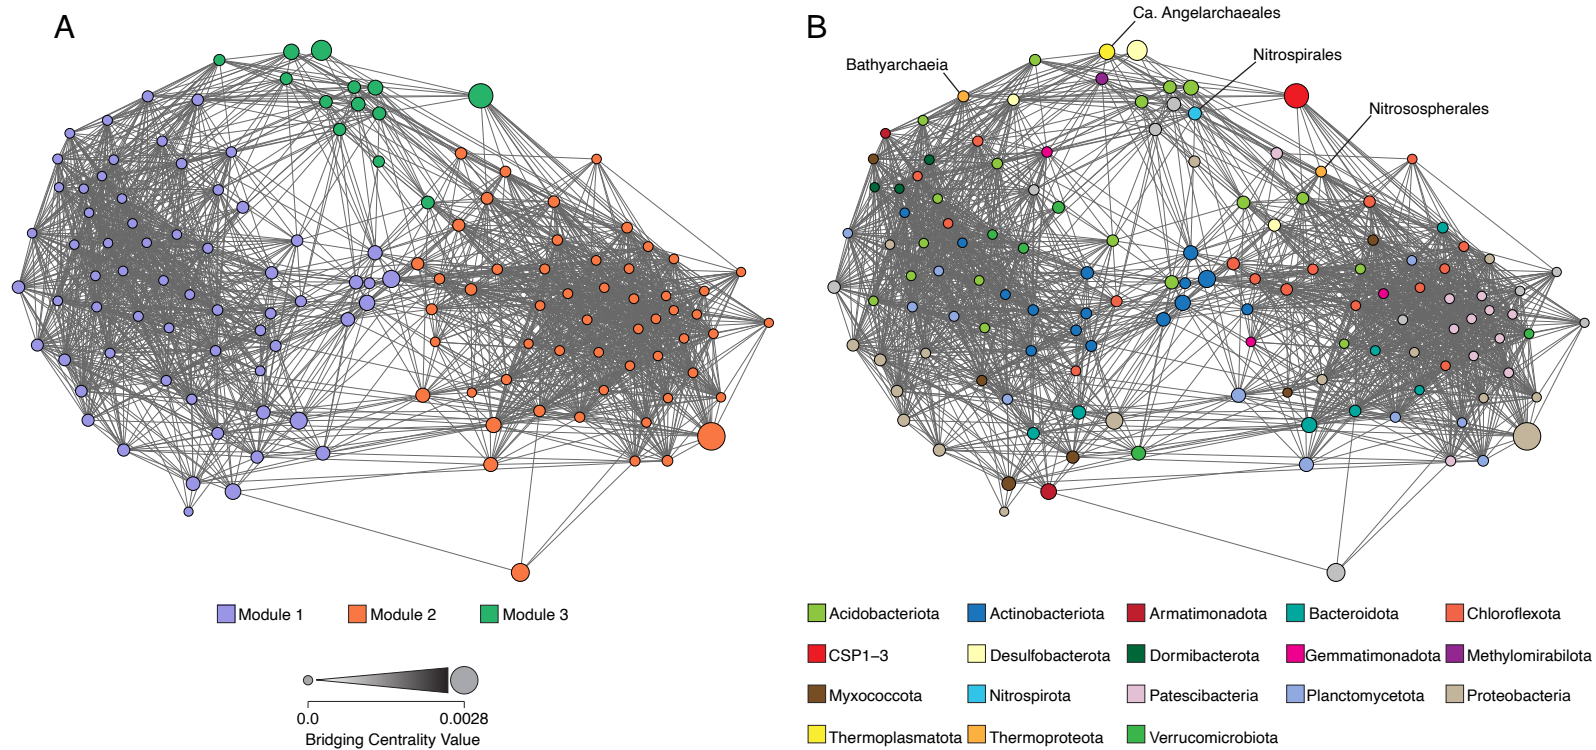 A
B
Ca. Angelarchaeales
Nitrospirales
Bathyarchaeia
Nitrosospherales
Module 1
Module 2
Module 3
0.0
0.0028
Bridging Centrality Value
Acidobacteriota
Actinobacteriota
Armatimonadota
Bacteroidota
Chloroflexota
CSP1–3
Desulfobacterota
Dormibacterota
Gemmatimonadota
Methylomirabilota
Myxococcota
Nitrospirota
Patescibacteria
Planctomycetota
Proteobacteria
Thermoplasmatota
Thermoproteota
Verrucomicrobiota